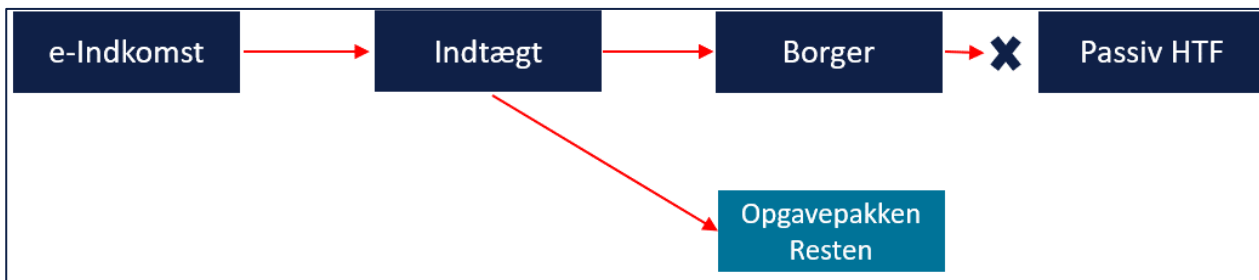 e-Indkomst
Indtægt
Borger
Passiv HTF
Opgavepakken
Resten